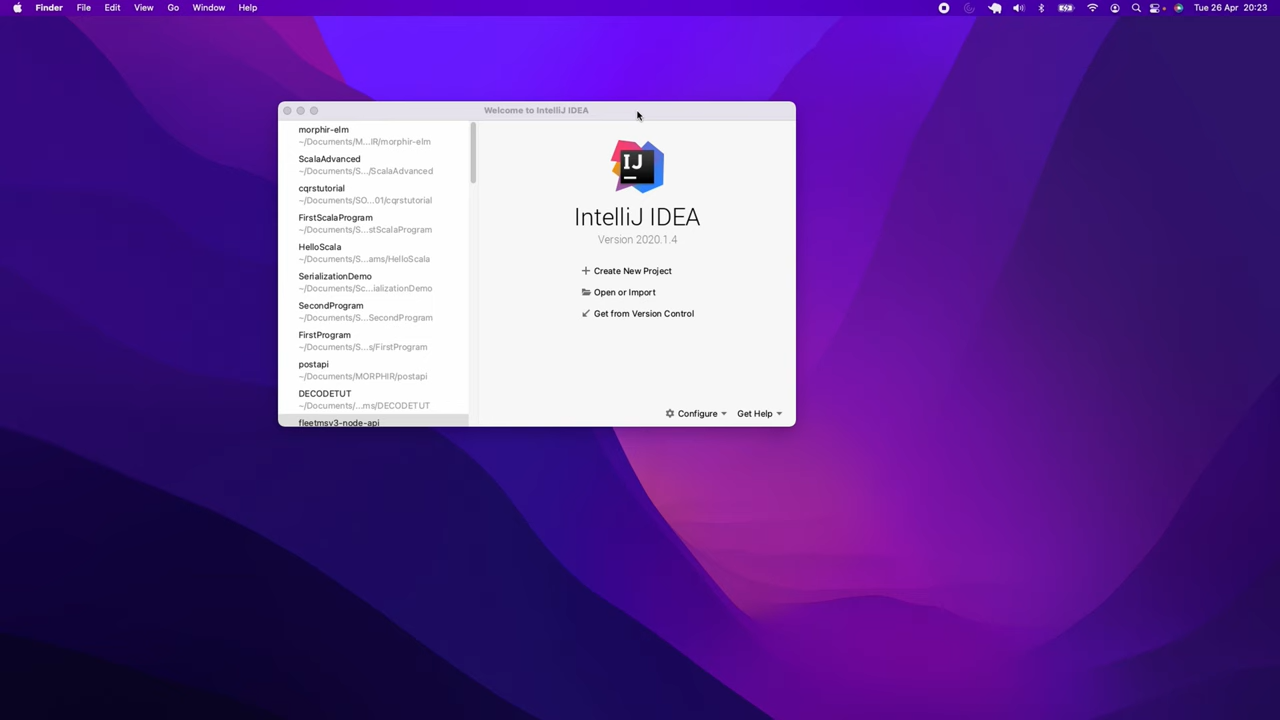 Finder File Edit View Go Window Help
Tue 26 Apr 20:23
Welcome to IntelliJ IDEA
morphir-elm
~/Documents/M...IR/morphir-elm
ScalaAdvanced
~/Documents/S.../ScalaAdvanced
cqrstutorial
~/Documents/SO...01/cqrstutorial
FirstScalaProgram
~/Documents/S...stScalaProgram
HelloScala
~/Documents/S...ams/HelloScala
SerializationDemo
~/Documents/Sc...ializationDemo
SecondProgram
~/Documents/S...SecondProgram
FirstProgram
~/Documents/S...s/FirstProgram
postapi
~/Documents/MORPHIR/postapi
DECODETUT
~/Documents/...ms/DECODETUT
fleetmsv3-node-api
IJ
IntelliJ IDEA
Version 2020.1.4
Create New Project
Open or Import
Get from Version Control
Configure Get Help